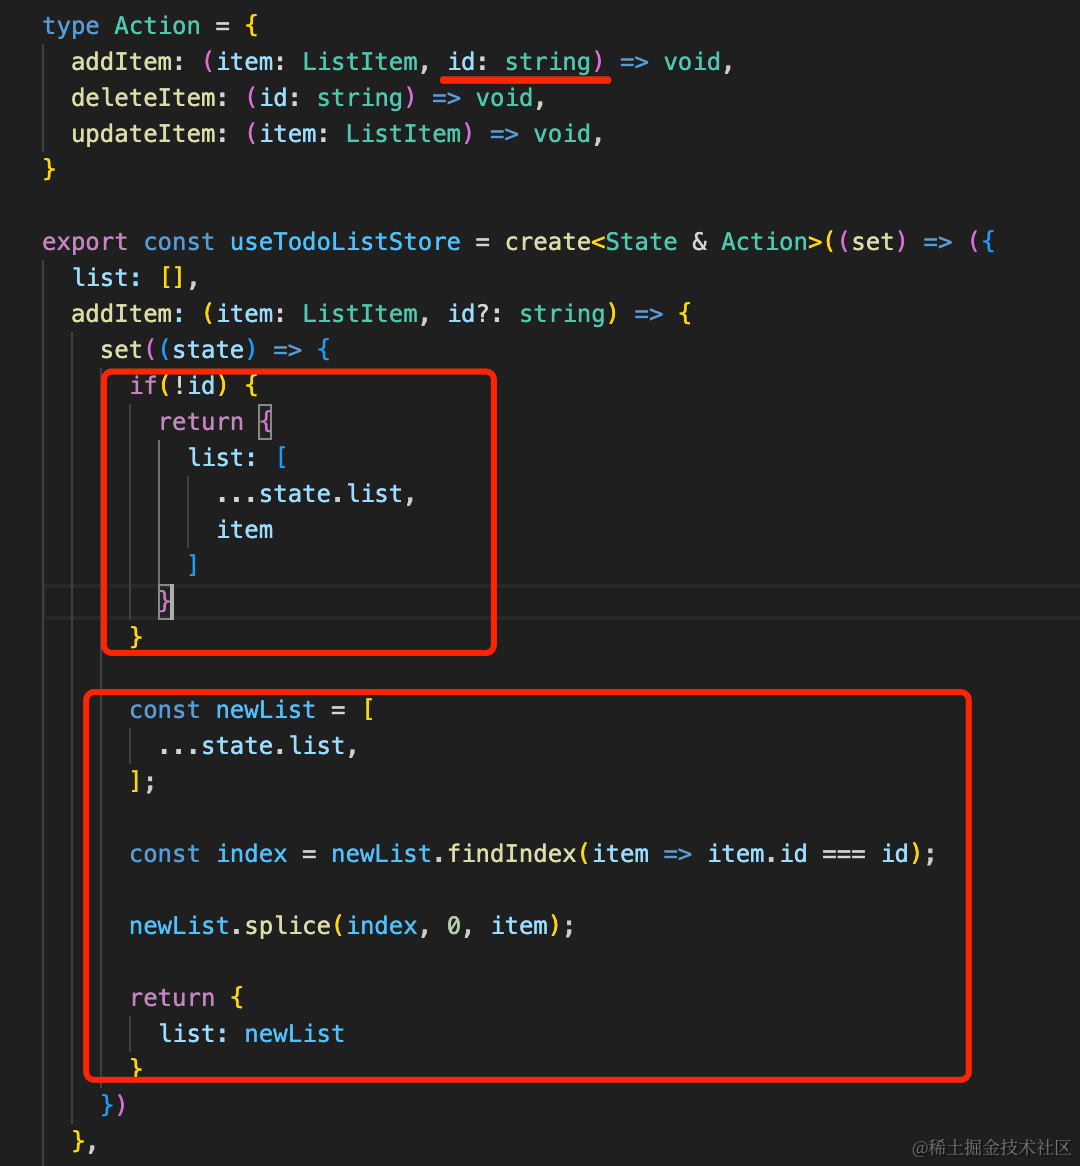 type Action = {
  addItem: (item: ListItem, id: string) => void,
  deleteItem: (id: string) => void,
  updateItem: (item: ListItem) => void,
}

export const useTodoListStore = create<State & Action>((set) => ({
  list: [],
  addItem: (item: ListItem, id?: string) => {
    set((state) => {
      if(!id) {
        return {
          list: [
            ...state.list,
            item
          ]
        }
      }

      const newList = [
        ...state.list,
      ];

      const index = newList.findIndex(item => item.id === id);

      newList.splice(index, 0, item);

      return {
        list: newList
      }
    })
  },
@稀土掘金技术社区